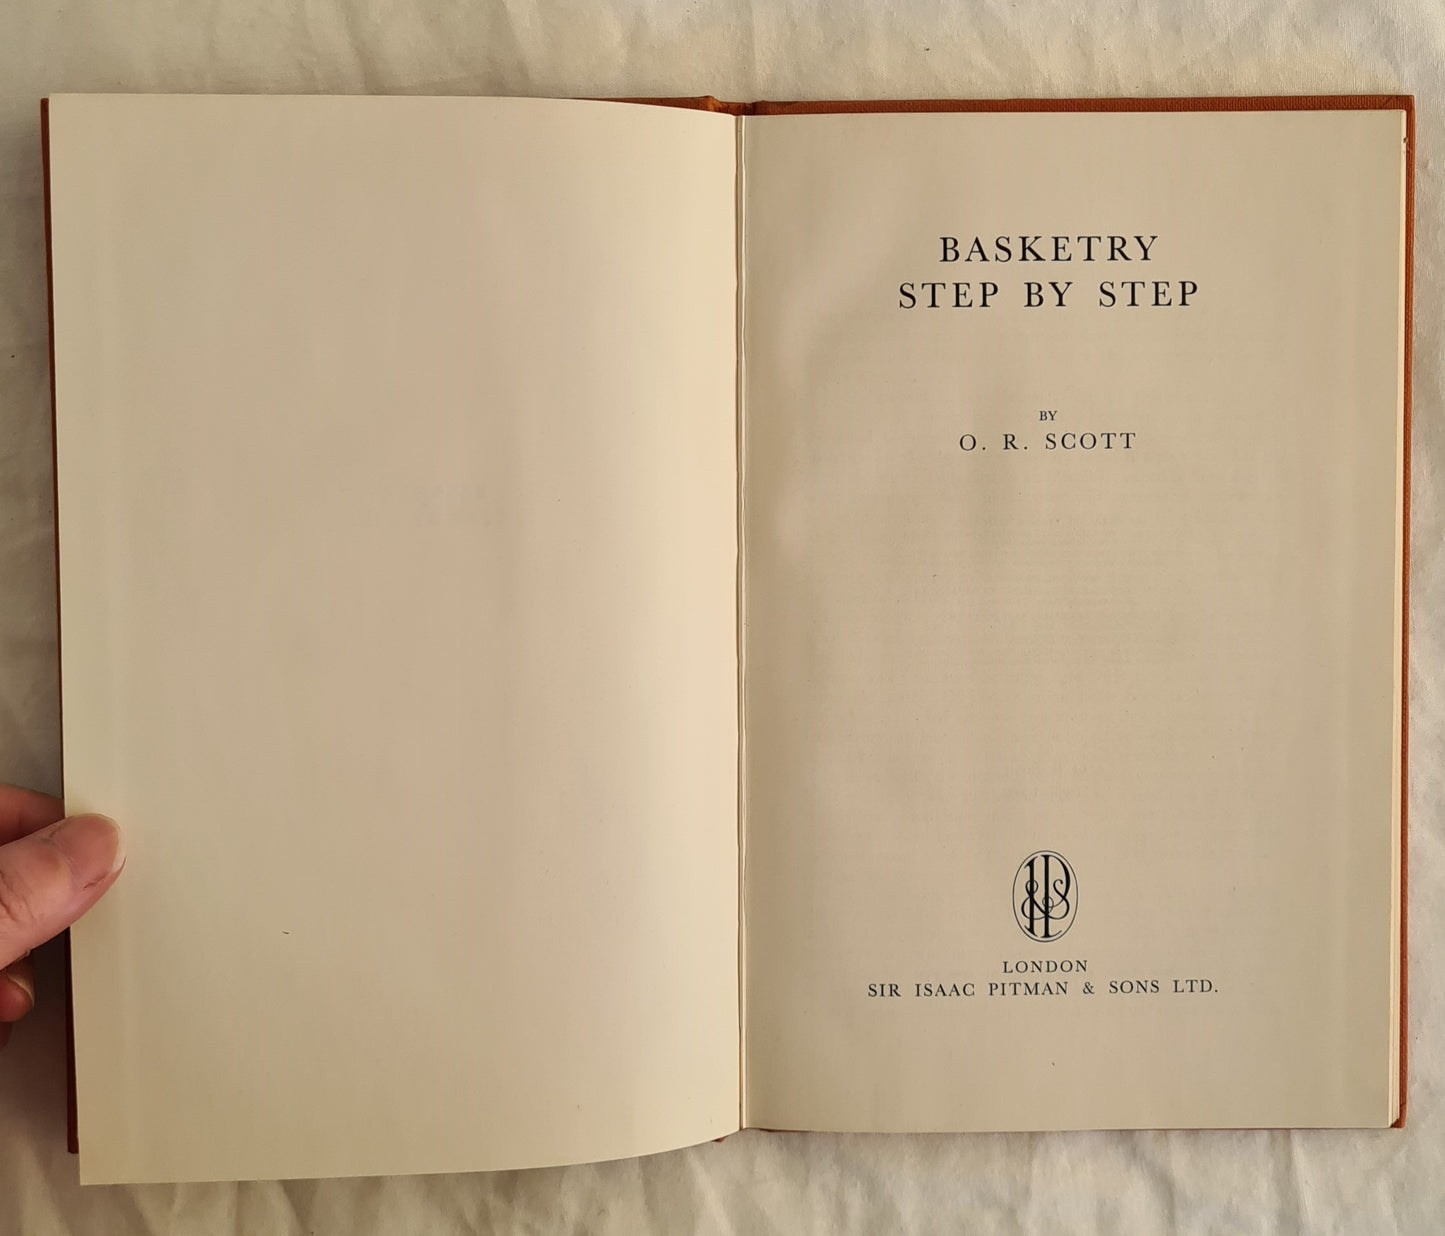 BASKETRY
STEP BY STEP
BY
O. R. SCOTT
LONDON
SIR ISAAC PITMAN & SONS LTD.